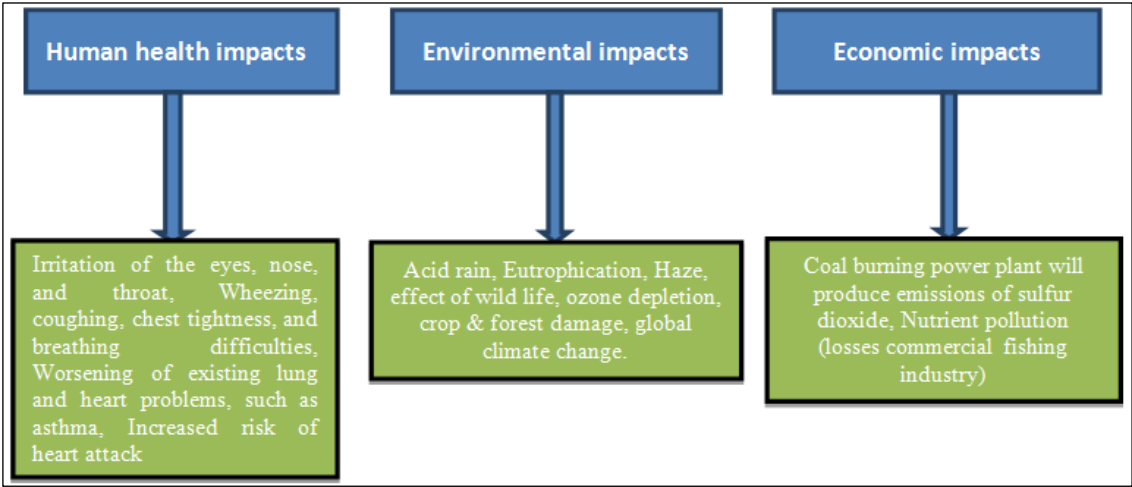 Human health impacts
Irritation of the eyes, nose,
and throat, Wheezing,
coughing, chest tightness, and
breathing difficulties,
Worsening of existing lung
and heart problems, such as
asthma, Increased risk of
heart attack
Environmental impacts
Acid rain, Eutrophication, Haze,
effect of wild life, ozone depletion,
crop & forest damage, global
climate change.
Economic impacts
Coal burning power plant will
produce emissions of sulfur
dioxide, Nutrient pollution
(losses commercial fishing
industry)